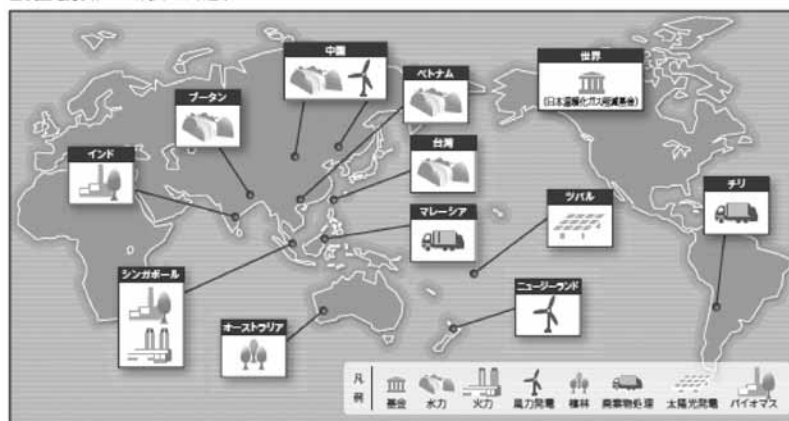 中国
ベトナム
世界
(日本温暖化ガス削減基金)
ブータン
台湾
インド
ツバル
チリ
マレーシア
シンガポール
ニュージーランド
オーストラリア
凡例
基金
水力
火力
風力発電
植林
廃棄物処理
太陽光発電
バイオマス